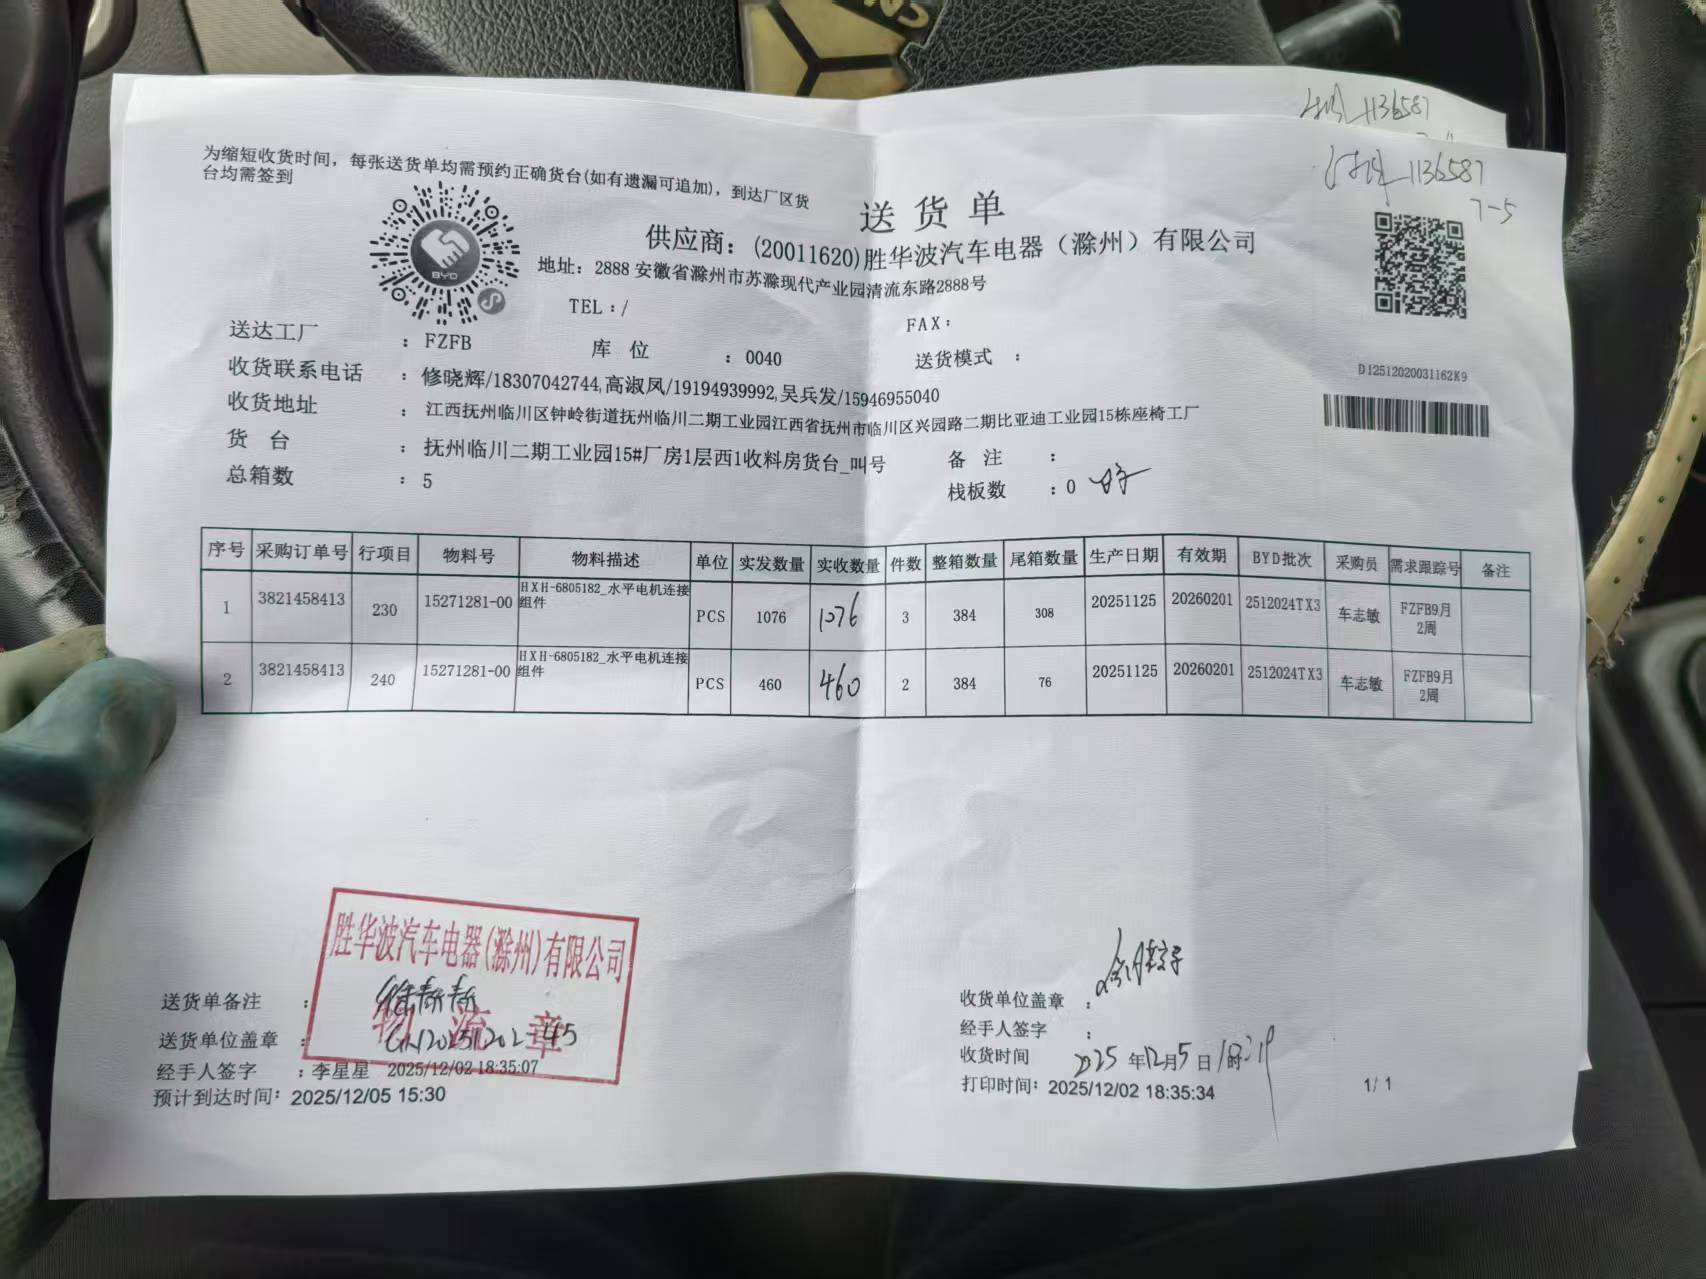 为缩短收货时间，每张送货单均需预约正确货台(如有遗漏可追加)，到达厂区货
台均需签到
BYD
1136587
1136587
7-5
送货单
供应商：(20011620)胜华波汽车电器（滁州）有限公司
地址：2888 安徽省滁州市苏滁现代产业园清流东路2888号
TEL：/
FAX：
D12512020031162K9
送达工厂：FZFB
库位：0040
送货模式：
收货联系电话：修晓辉/18307042744,高淑凤/19194939992,吴兵发/15946955040
收货地址：江西抚州临川区钟岭街道抚州临川二期工业园江西省抚州市临川区兴园路二期比亚迪工业园15栋座椅工厂
货台：抚州临川二期工业园15#厂房1层西1收料房货台_叫号
备注：
总箱数：5
栈板数：0
序号 采购订单号 行项目 物料号 物料描述 单位 实发数量 实收数量 件数 整箱数量 尾箱数量 生产日期 有效期 BYD批次 采购员 需求跟踪号 备注
1 3821458413 230 15271281-00 HXH-6805182_水平电机连接组件 PCS 1076 1076 3 384 308 20251125 20260201 2512024TX3 车志敏 FZFB9月2周
2 3821458413 240 15271281-00 HXH-6805182_水平电机连接组件 PCS 460 460 2 384 76 20251125 20260201 2512024TX3 车志敏 FZFB9月2周
胜华波汽车电器(滁州)有限公司
物流章
送货单备注：
送货单位盖章：
经手人签字：李星星 2025/12/02 18:35:07
预计到达时间：2025/12/05 15:30
收货单位盖章：
经手人签字：
收货时间 2025年12月5日
打印时间：2025/12/02 18:35:34
1/1